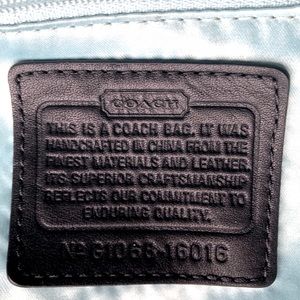 COACH
THIS IS A COACH BAG. IT WAS
HANDCRAFTED IN CHINA FROM THE
FINEST MATERIALS AND LEATHER.
ITS SUPERIOR CRAFTSMANSHIP
REFLECTS OUR COMMITMENT TO
ENDURING QUALITY.
No G1068-16016